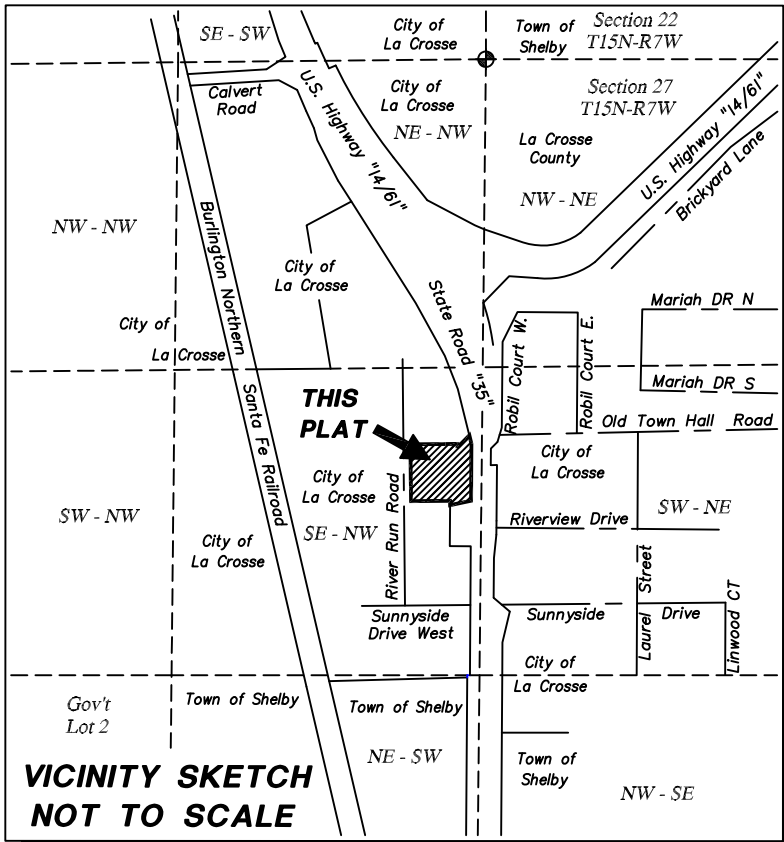 SE - SW
City of
La Crosse
Town of
Shelby
Section 22
T15N-R7W
Calvert
Road
U.S. Highway "14/61"
City of
La Crosse
NE - NW
Section 27
T15N-R7W
La Crosse
County
NW - NE
U.S. Highway "14/61"
Brickyard Lane
NW - NW
Burlington Northern
Santa Fe Railroad
City of
La Crosse
City of
La Crosse
State Road "35"
Robil Court W.
Robil Court E.
Mariah DR N
Mariah DR S
Old Town Hall Road
THIS
PLAT
City of
La Crosse
SE - NW
River Run Road
City of
La Crosse
SW - NE
SW - NW
City of
La Crosse
Riverview Drive
Laurel Street
Linwood CT
Sunnyside
Drive West
Sunnyside Drive
City of
La Crosse
Gov't
Lot 2
Town of Shelby
Town of Shelby
NE - SW
Town of
Shelby
NW - SE
VICINITY SKETCH
NOT TO SCALE